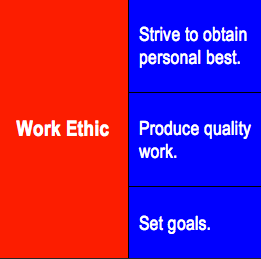 Work Ethic
Strive to obtain
personal best.
Produce quality
work.
Set goals.